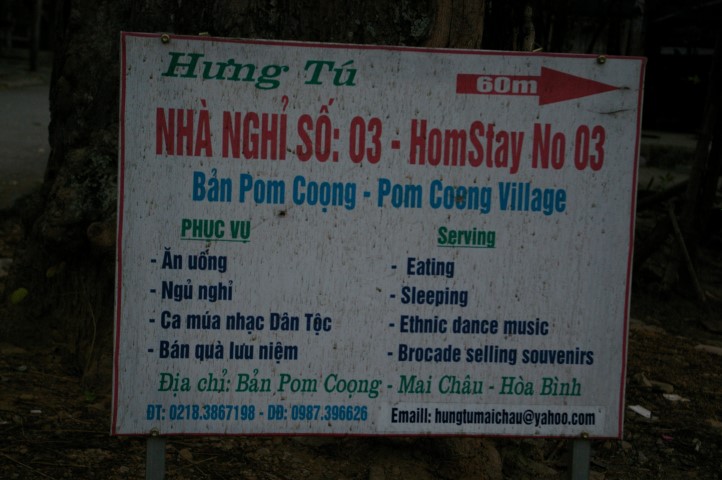 Hưng Tú
60m
NHÀ NGHỈ SỐ: 03 - HomStay No 03
Bản Pom Coọng - Pom Coeng Village
PHỤC VỤ
- Ăn uống
- Ngủ nghỉ
- Ca múa nhạc Dân Tộc
- Bán quà lưu niệm
Serving
- Eating
- Sleeping
- Ethnic dance music
- Brocade selling souvenirs
Địa chỉ: Bản Pom Coọng - Mai Châu - Hòa Bình
ĐT: 0218.3867198 - DĐ: 0987.396626
Emaill: hungtumaichau@yahoo.com